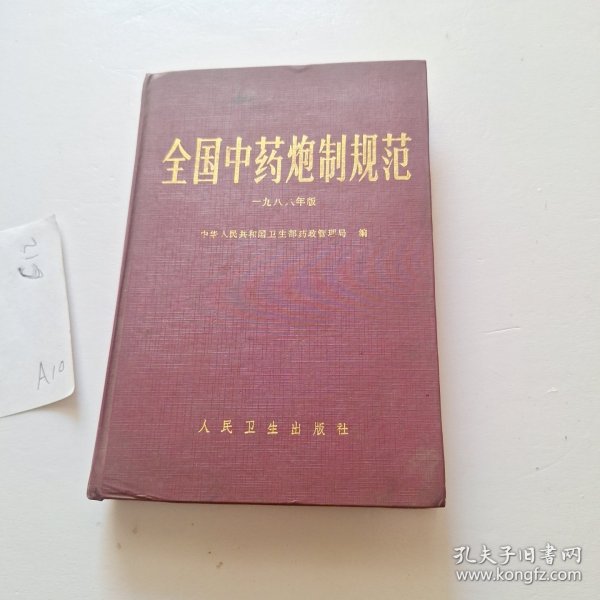 全国中药炮制规范
一九八八年版
中华人民共和国卫生部药政管理局 编
人民卫生出版社
A10
孔夫子旧书网
www.kongfz.com